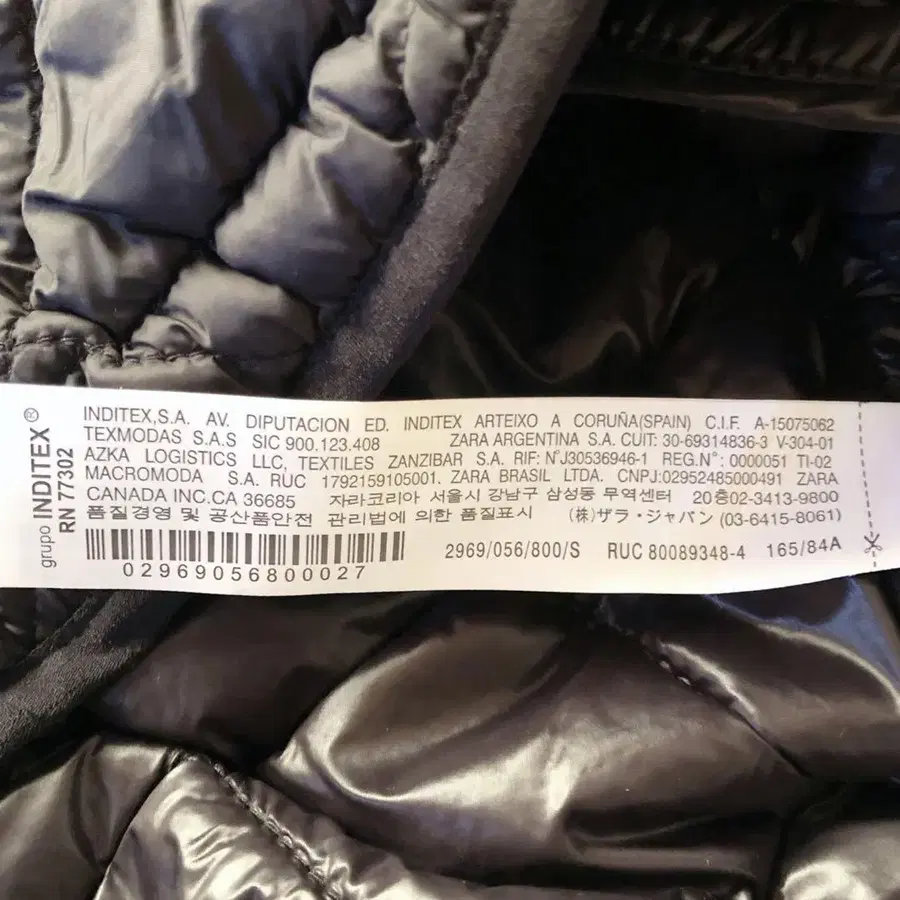 grupo INDITEX®
RN 77302
INDITEX,S.A. AV. DIPUTACION ED. INDITEX ARTEIXO A CORUÑA(SPAIN) C.I.F. A-15075062
TEXMODAS S.A.S SIC 900.123.408 ZARA ARGENTINA S.A. CUIT: 30-69314836-3 V-304-01
AZKA LOGISTICS LLC, TEXTILES ZANZIBAR S.A. RIF: N°J30536946-1 REG.N°: 0000051 TI-02
MACROMODA S.A. RUC 1792159105001. ZARA BRASIL LTDA. CNPJ:02952485000491 ZARA
CANADA INC.CA 36685 자라코리아 서울시 강남구 삼성동 무역센터 20층02-3413-9800
품질경영 및 공산품안전 관리법에 의한 품질표시 (株)ザラ・ジャパン (03-6415-8061)
02969056800027 2969/056/800/S RUC 80089348-4 165/84A